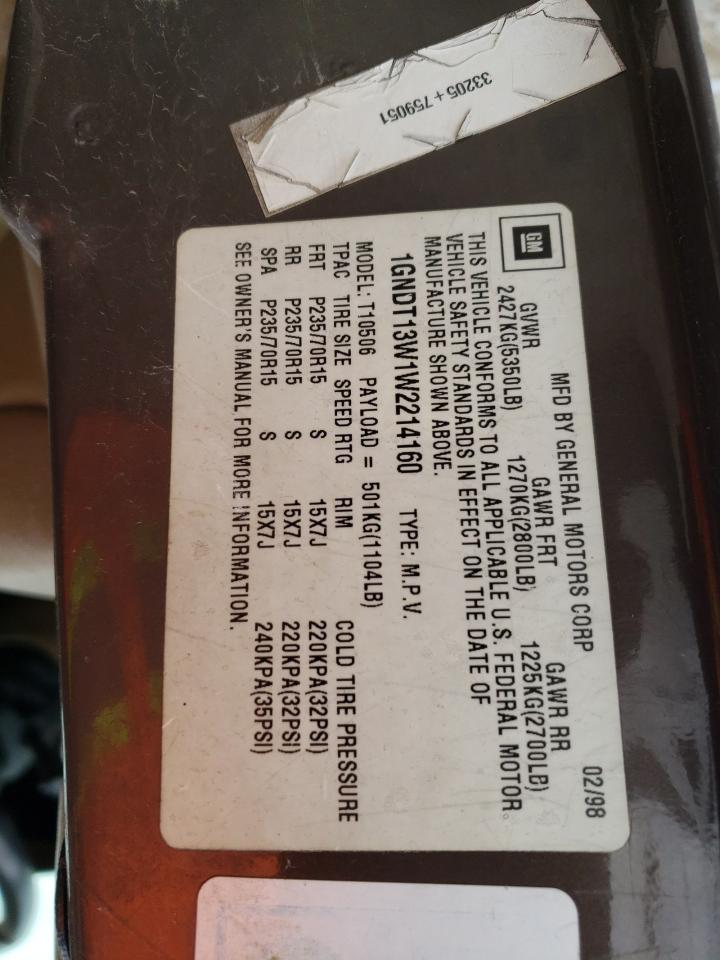 33205 + 759051
GM
MFD BY GENERAL MOTORS CORP 02/98
GVWR GAWR FRT GAWR RR
2427KG(5350LB) 1270KG(2800LB) 1225KG(2700LB)
THIS VEHICLE CONFORMS TO ALL APPLICABLE U.S. FEDERAL MOTOR
VEHICLE SAFETY STANDARDS IN EFFECT ON THE DATE OF
MANUFACTURE SHOWN ABOVE.
1GNDT13W1W2214160 TYPE: M.P.V.
MODEL: T10506 PAYLOAD = 501KG(1104LB)
TPAC TIRE SIZE SPEED RTG RIM COLD TIRE PRESSURE
FRT P235/70R15 S 15X7J 220KPA(32PSI)
RR P235/70R15 S 15X7J 220KPA(32PSI)
SPA P235/70R15 S 15X7J 240KPA(35PSI)
SEE OWNER'S MANUAL FOR MORE INFORMATION.